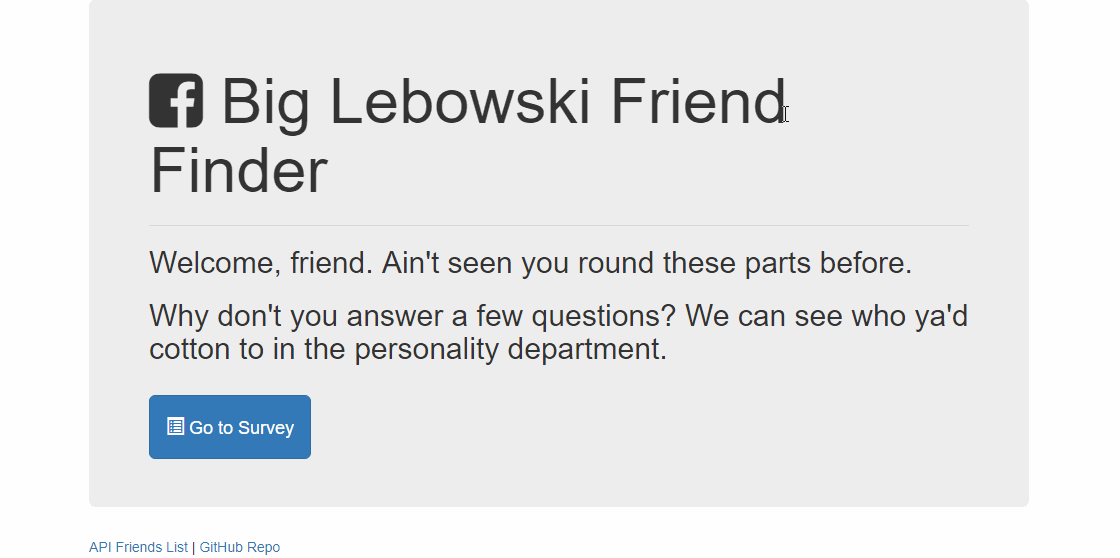 Big Lebowski Friend
Finder
Welcome, friend. Ain't seen you round these parts before.
Why don't you answer a few questions? We can see who ya'd
cotton to in the personality department.
Go to Survey
API Friends List | GitHub Repo